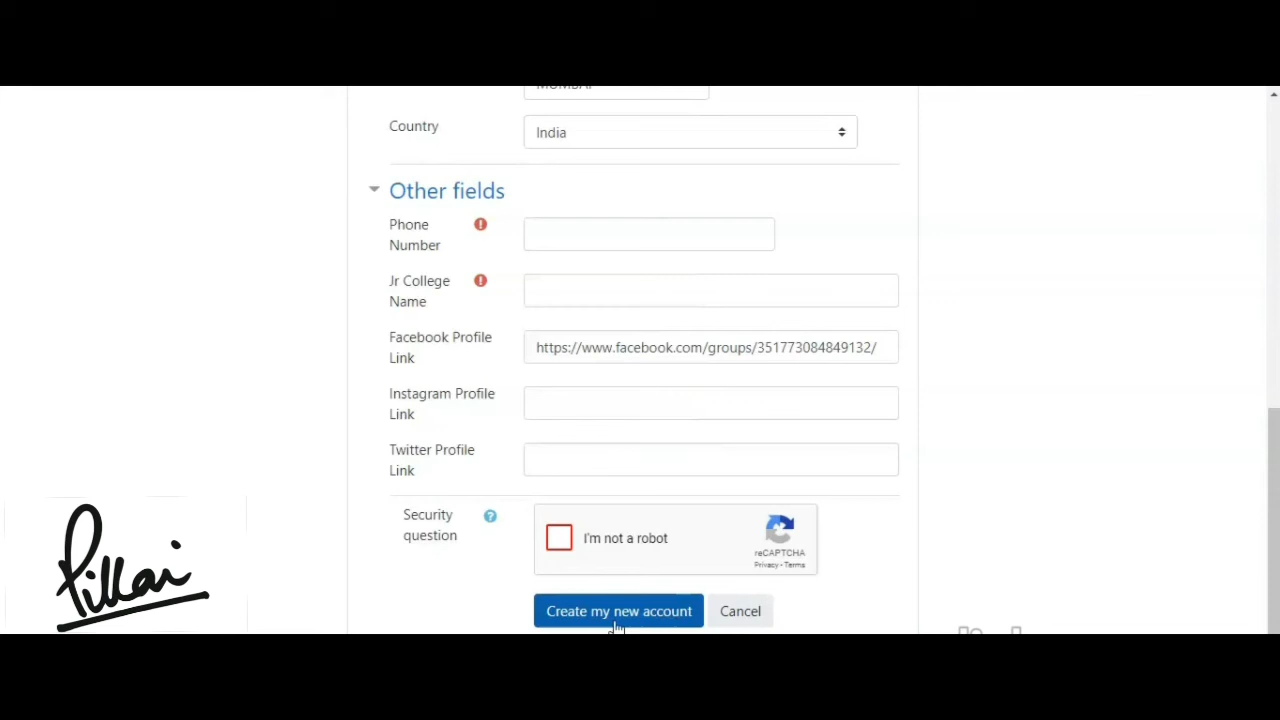 MUMBAI
Country
India
Other fields
Phone
Number
Jr College
Name
Facebook Profile
Link
https://www.facebook.com/groups/351773084849132/
Instagram Profile
Link
Twitter Profile
Link
Security
question
I'm not a robot
reCAPTCHA
Privacy - Terms
Create my new account
Cancel
Pillai